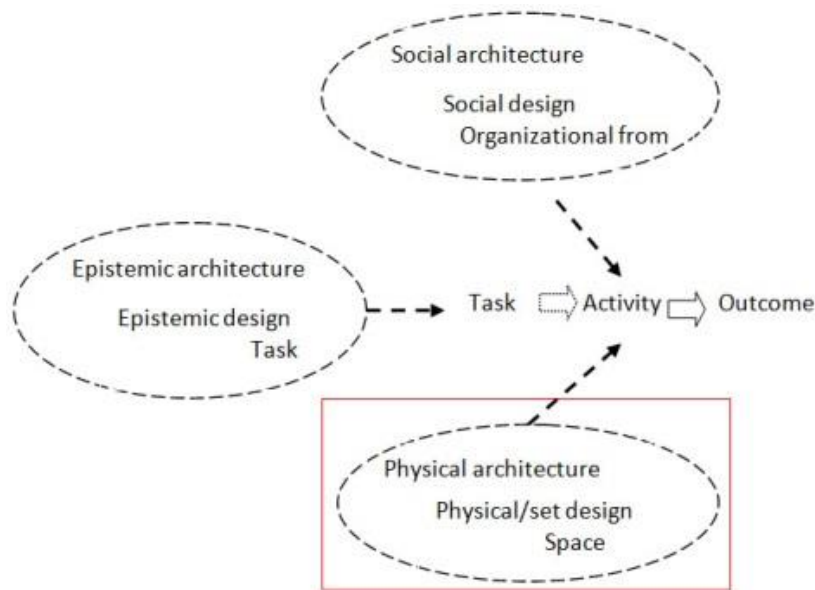 Social architecture
Social design
Organizational from
Epistemic architecture
Epistemic design
Task
Task Activity Outcome
Physical architecture
Physical/set design
Space